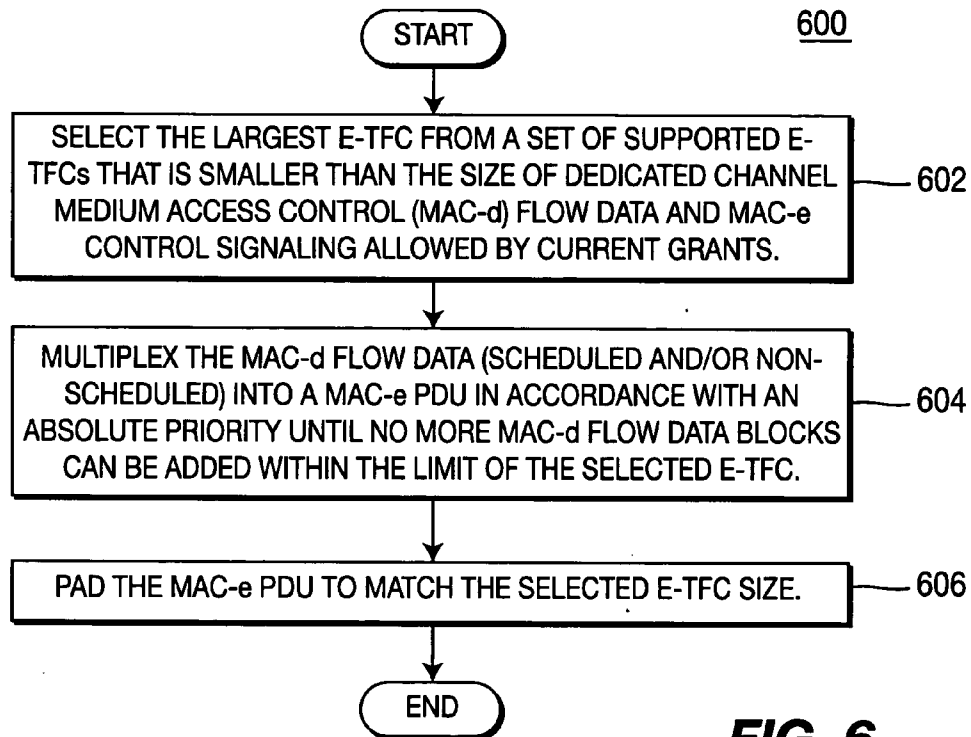 START
600
SELECT THE LARGEST E-TFC FROM A SET OF SUPPORTED E-
TFCs THAT IS SMALLER THAN THE SIZE OF DEDICATED CHANNEL
MEDIUM ACCESS CONTROL (MAC-d) FLOW DATA AND MAC-e
CONTROL SIGNALING ALLOWED BY CURRENT GRANTS.
602
MULTIPLEX THE MAC-d FLOW DATA (SCHEDULED AND/OR NON-
SCHEDULED) INTO A MAC-e PDU IN ACCORDANCE WITH AN
ABSOLUTE PRIORITY UNTIL NO MORE MAC-d FLOW DATA BLOCKS
CAN BE ADDED WITHIN THE LIMIT OF THE SELECTED E-TFC.
604
PAD THE MAC-e PDU TO MATCH THE SELECTED E-TFC SIZE.
606
END
FIG. 6